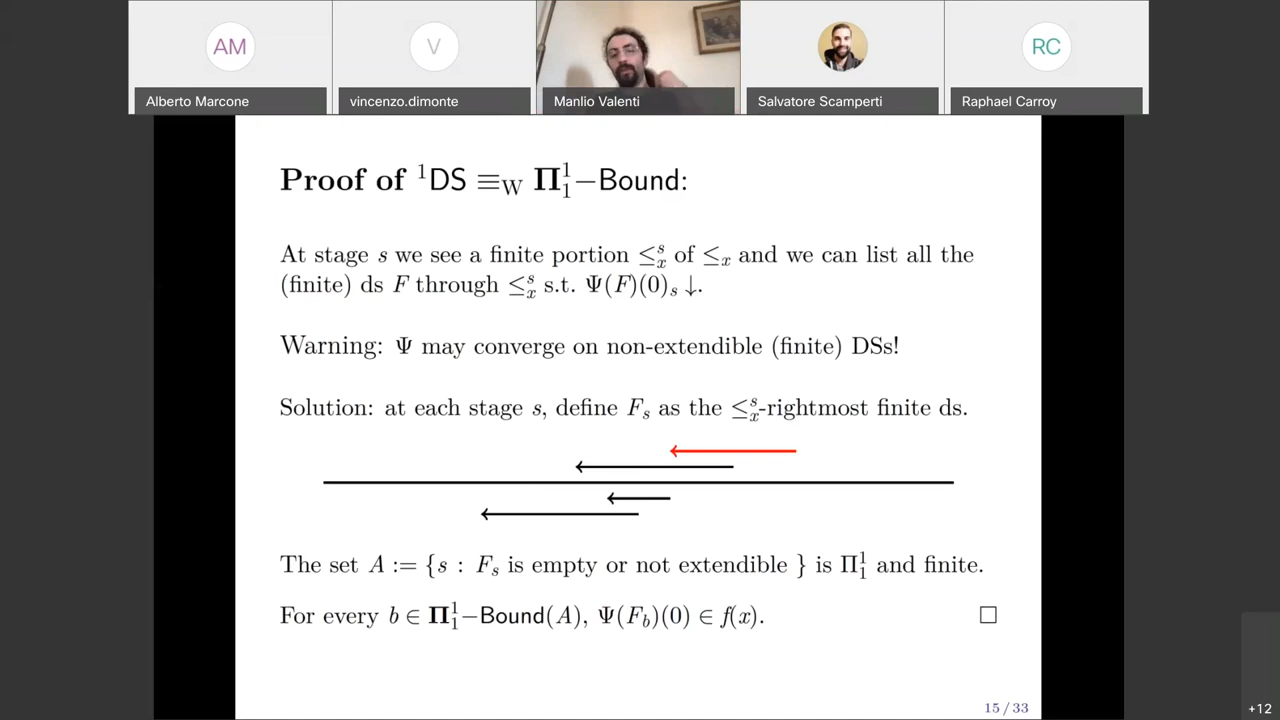 AM
V
RC
Alberto Marcone
vincenzo.dimonte
Manlio Valenti
Salvatore Scamperti
Raphael Carroy
Proof of ¹DS ≡_W Π¹₁−Bound:
At stage s we see a finite portion ≤ₓˢ of ≤ₓ and we can list all the
(finite) ds F through ≤ₓˢ s.t. Ψ(F)(0)ₛ ↓.
Warning: Ψ may converge on non-extendible (finite) DSs!
Solution: at each stage s, define Fₛ as the ≤ₓˢ-rightmost finite ds.
The set A := {s : Fₛ is empty or not extendible } is Π¹₁ and finite.
For every b ∈ Π¹₁−Bound(A), Ψ(F_b)(0) ∈ f(x). □
15 / 33
+12